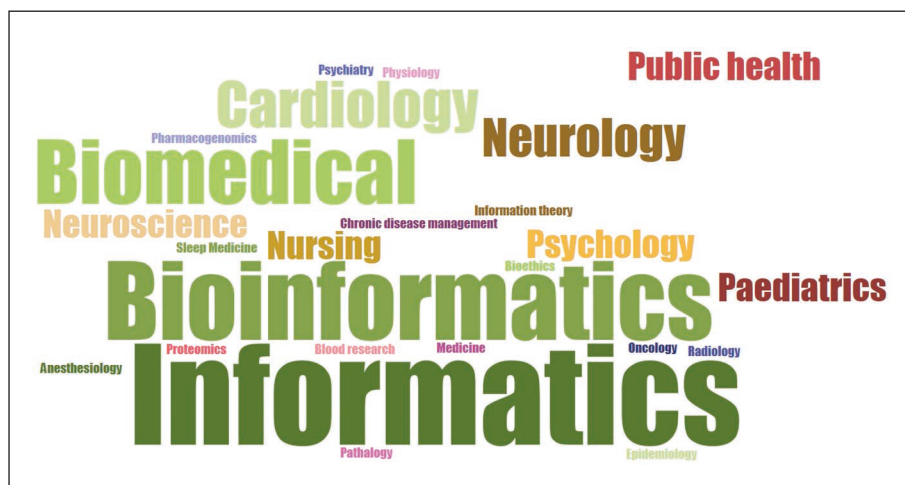 Public health
Psychiatry
Physiology
Cardiology
Neurology
Pharmacogenomics
Biomedical
Information theory
Neuroscience
Chronic disease management
Sleep Medicine
Nursing
Psychology
Bioethics
Bioinformatics
Paediatrics
Proteomics
Blood research
Medicine
Oncology
Radiology
Anesthesiology
Informatics
Pathalogy
Epidemiology